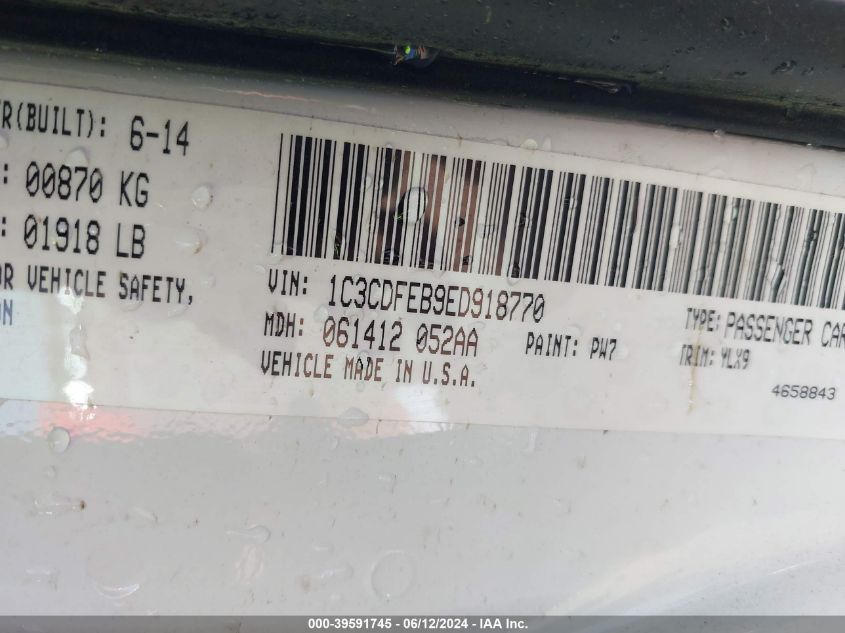 R(BUILT): 6-14
: 00870 KG
: 01918 LB
OR VEHICLE SAFETY,
ON
VIN: 1C3CDFEB9ED918770
MDH: 061412 052AA
PAINT: PW7
VEHICLE MADE IN U.S.A.
TYPE: PASSENGER CAR
TRIM: YLX9
4658843
000-39591745 - 06/12/2024 - IAA Inc.